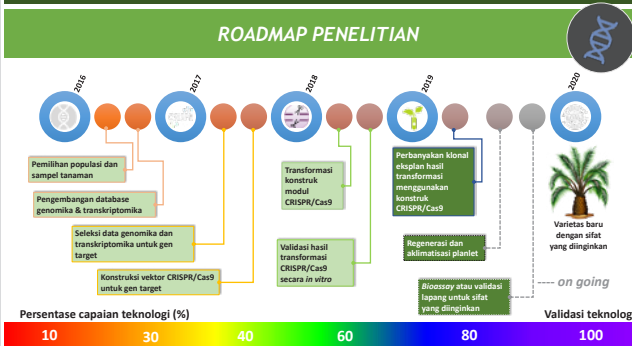 ROADMAP PENELITIAN
2016
2017
2018
2019
2020
Pemilihan populasi dan
sampel tanaman
Pengembangan database
genomika & transkriptomika
Seleksi data genomika dan
transkriptomika untuk gen
target
Konstruksi vektor CRISPR/Cas9
untuk gen target
Transformasi
konstruk
modul
CRISPR/Cas9
Validasi hasil
transformasi
CRISPR/Cas9
secara in vitro
Perbanyakan klonal
eksplan hasil
transformasi
menggunakan
konstruk
CRISPR/Cas9
Regenerasi dan
aklimatisasi planlet
Bioassay atau validasi
lapang untuk sifat
yang diinginkan
Varietas baru
dengan sifat
yang diinginkan
on going
Persentase capaian teknologi (%)
Validasi teknolog
10 30 40 60 80 100